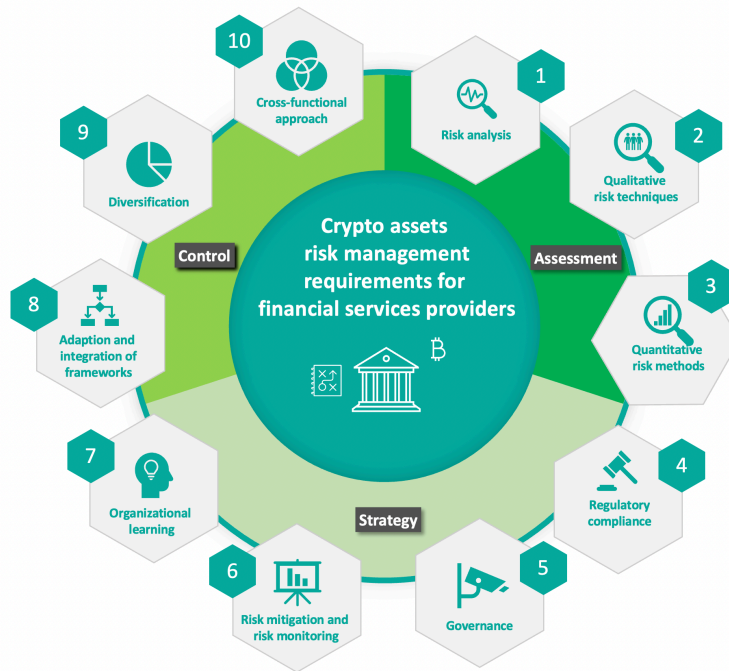 Crypto assets
risk management
requirements for
financial services providers
Assessment
1
Risk analysis
2
Qualitative
risk techniques
3
Quantitative
risk methods
Strategy
4
Regulatory
compliance
5
Governance
6
Risk mitigation and
risk monitoring
7
Organizational
learning
Control
8
Adaption and
integration of
frameworks
9
Diversification
10
Cross-functional
approach